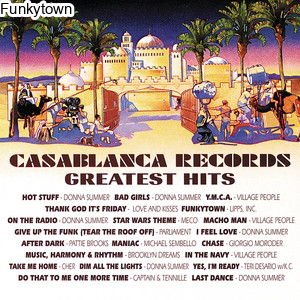 Funkytown
CASABLANCA RECORDS
GREATEST HITS
HOT STUFF - DONNA SUMMER BAD GIRLS - DONNA SUMMER Y.M.C.A. - VILLAGE PEOPLE
THANK GOD IT'S FRIDAY - LOVE AND KISSES FUNKYTOWN - LIPPS, INC.
ON THE RADIO - DONNA SUMMER STAR WARS THEME - MECO MACHO MAN - VILLAGE PEOPLE
GIVE UP THE FUNK (TEAR THE ROOF OFF) - PARLIAMENT I FEEL LOVE - DONNA SUMMER
AFTER DARK - PATTIE BROOKS MANIAC - MICHAEL SEMBELLO CHASE - GIORGIO MORODER
MUSIC, HARMONY & RHYTHM - BROOKLYN DREAMS IN THE NAVY - VILLAGE PEOPLE
TAKE ME HOME - CHER DIM ALL THE LIGHTS - DONNA SUMMER YES, I'M READY - TERI DESARIO W/K.C.
DO THAT TO ME ONE MORE TIME - CAPTAIN & TENNILLE LAST DANCE - DONNA SUMMER